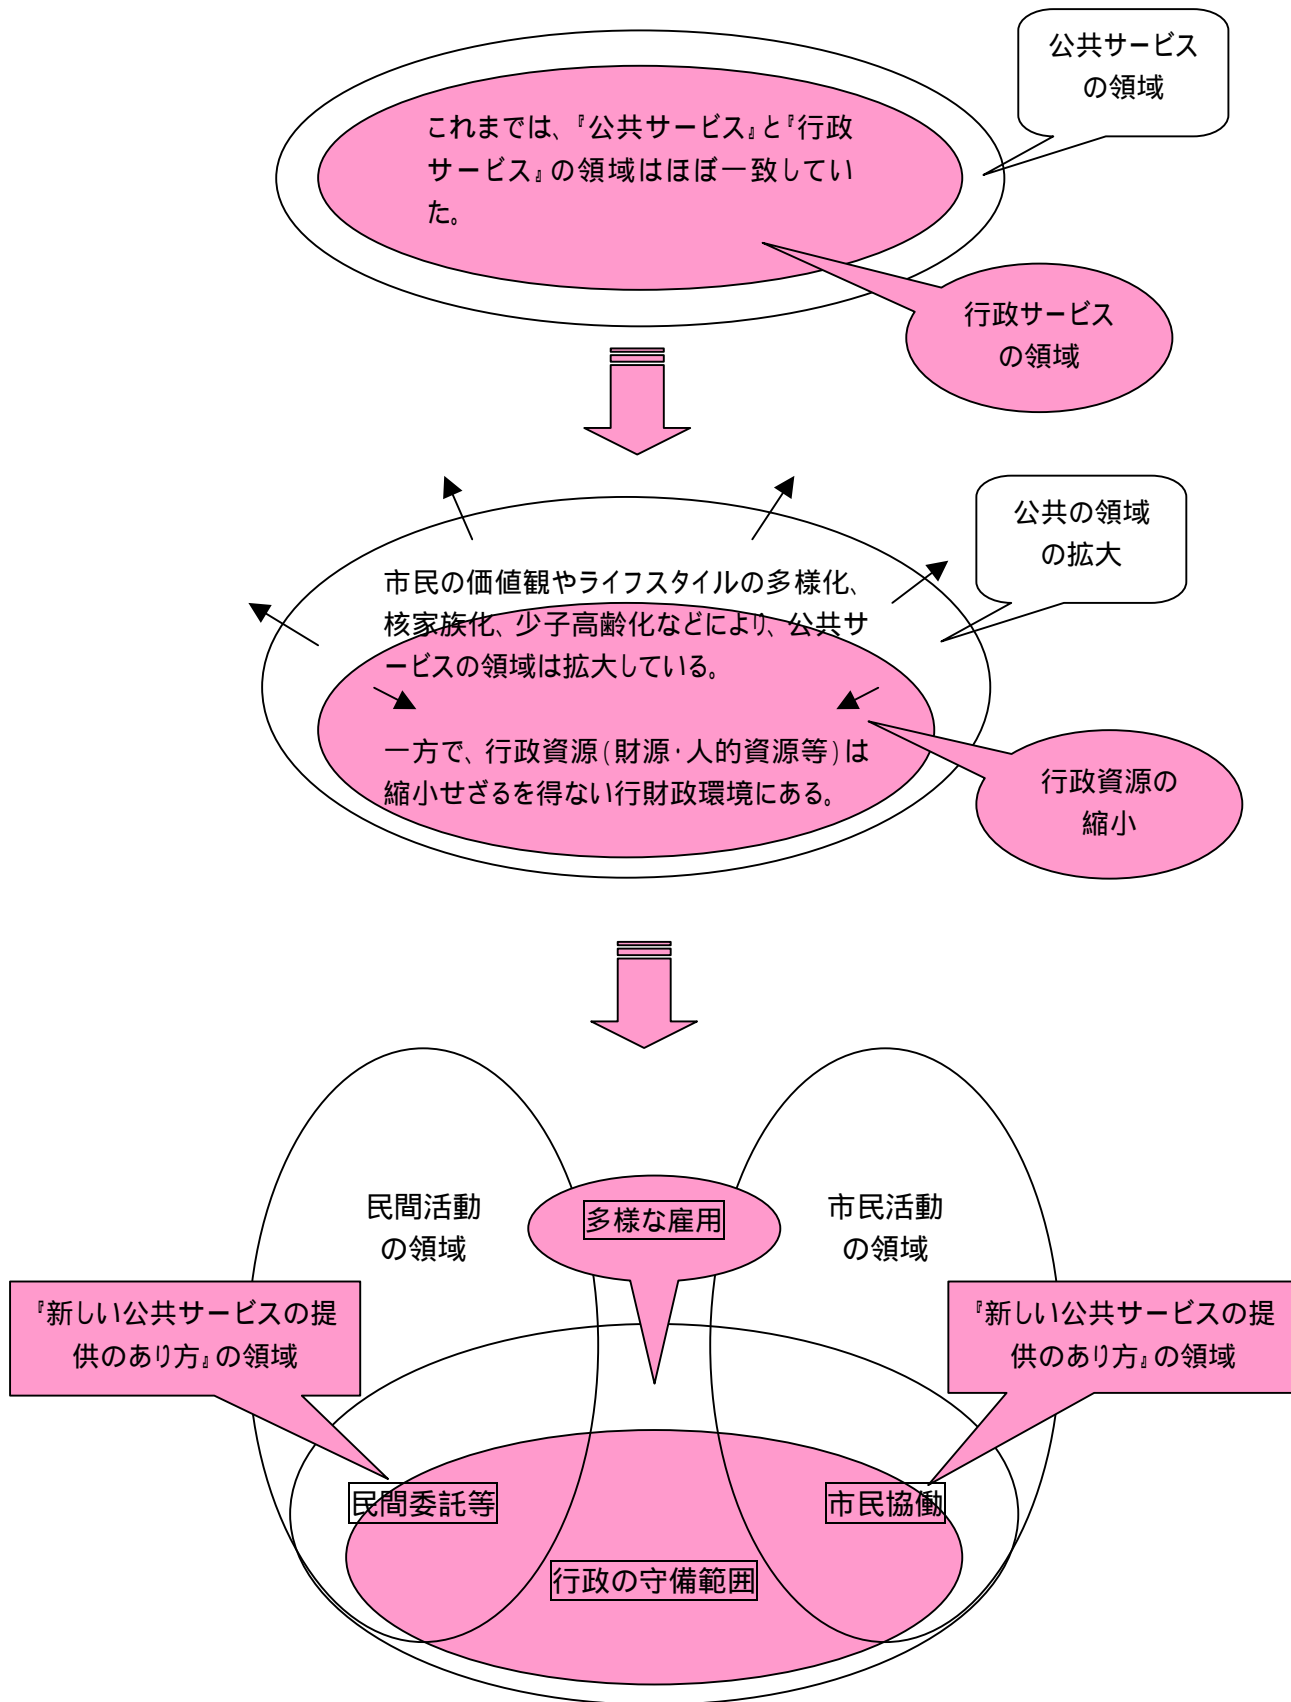 公共サービス
の領域
これまでは、『公共サービス』と『行政
サービス』の領域はほぼ一致してい
た。
行政サービス
の領域
公共の領域
の拡大
市民の価値観やライフスタイルの多様化、
核家族化、少子高齢化などにより、公共サ
ービスの領域は拡大している。
一方で、行政資源(財源・人的資源等)は
縮小せざるを得ない行財政環境にある。
行政資源の
縮小
民間活動
の領域
多様な雇用
市民活動
の領域
『新しい公共サービスの提
供のあり方』の領域
『新しい公共サービスの提
供のあり方』の領域
民間委託等
市民協働
行政の守備範囲